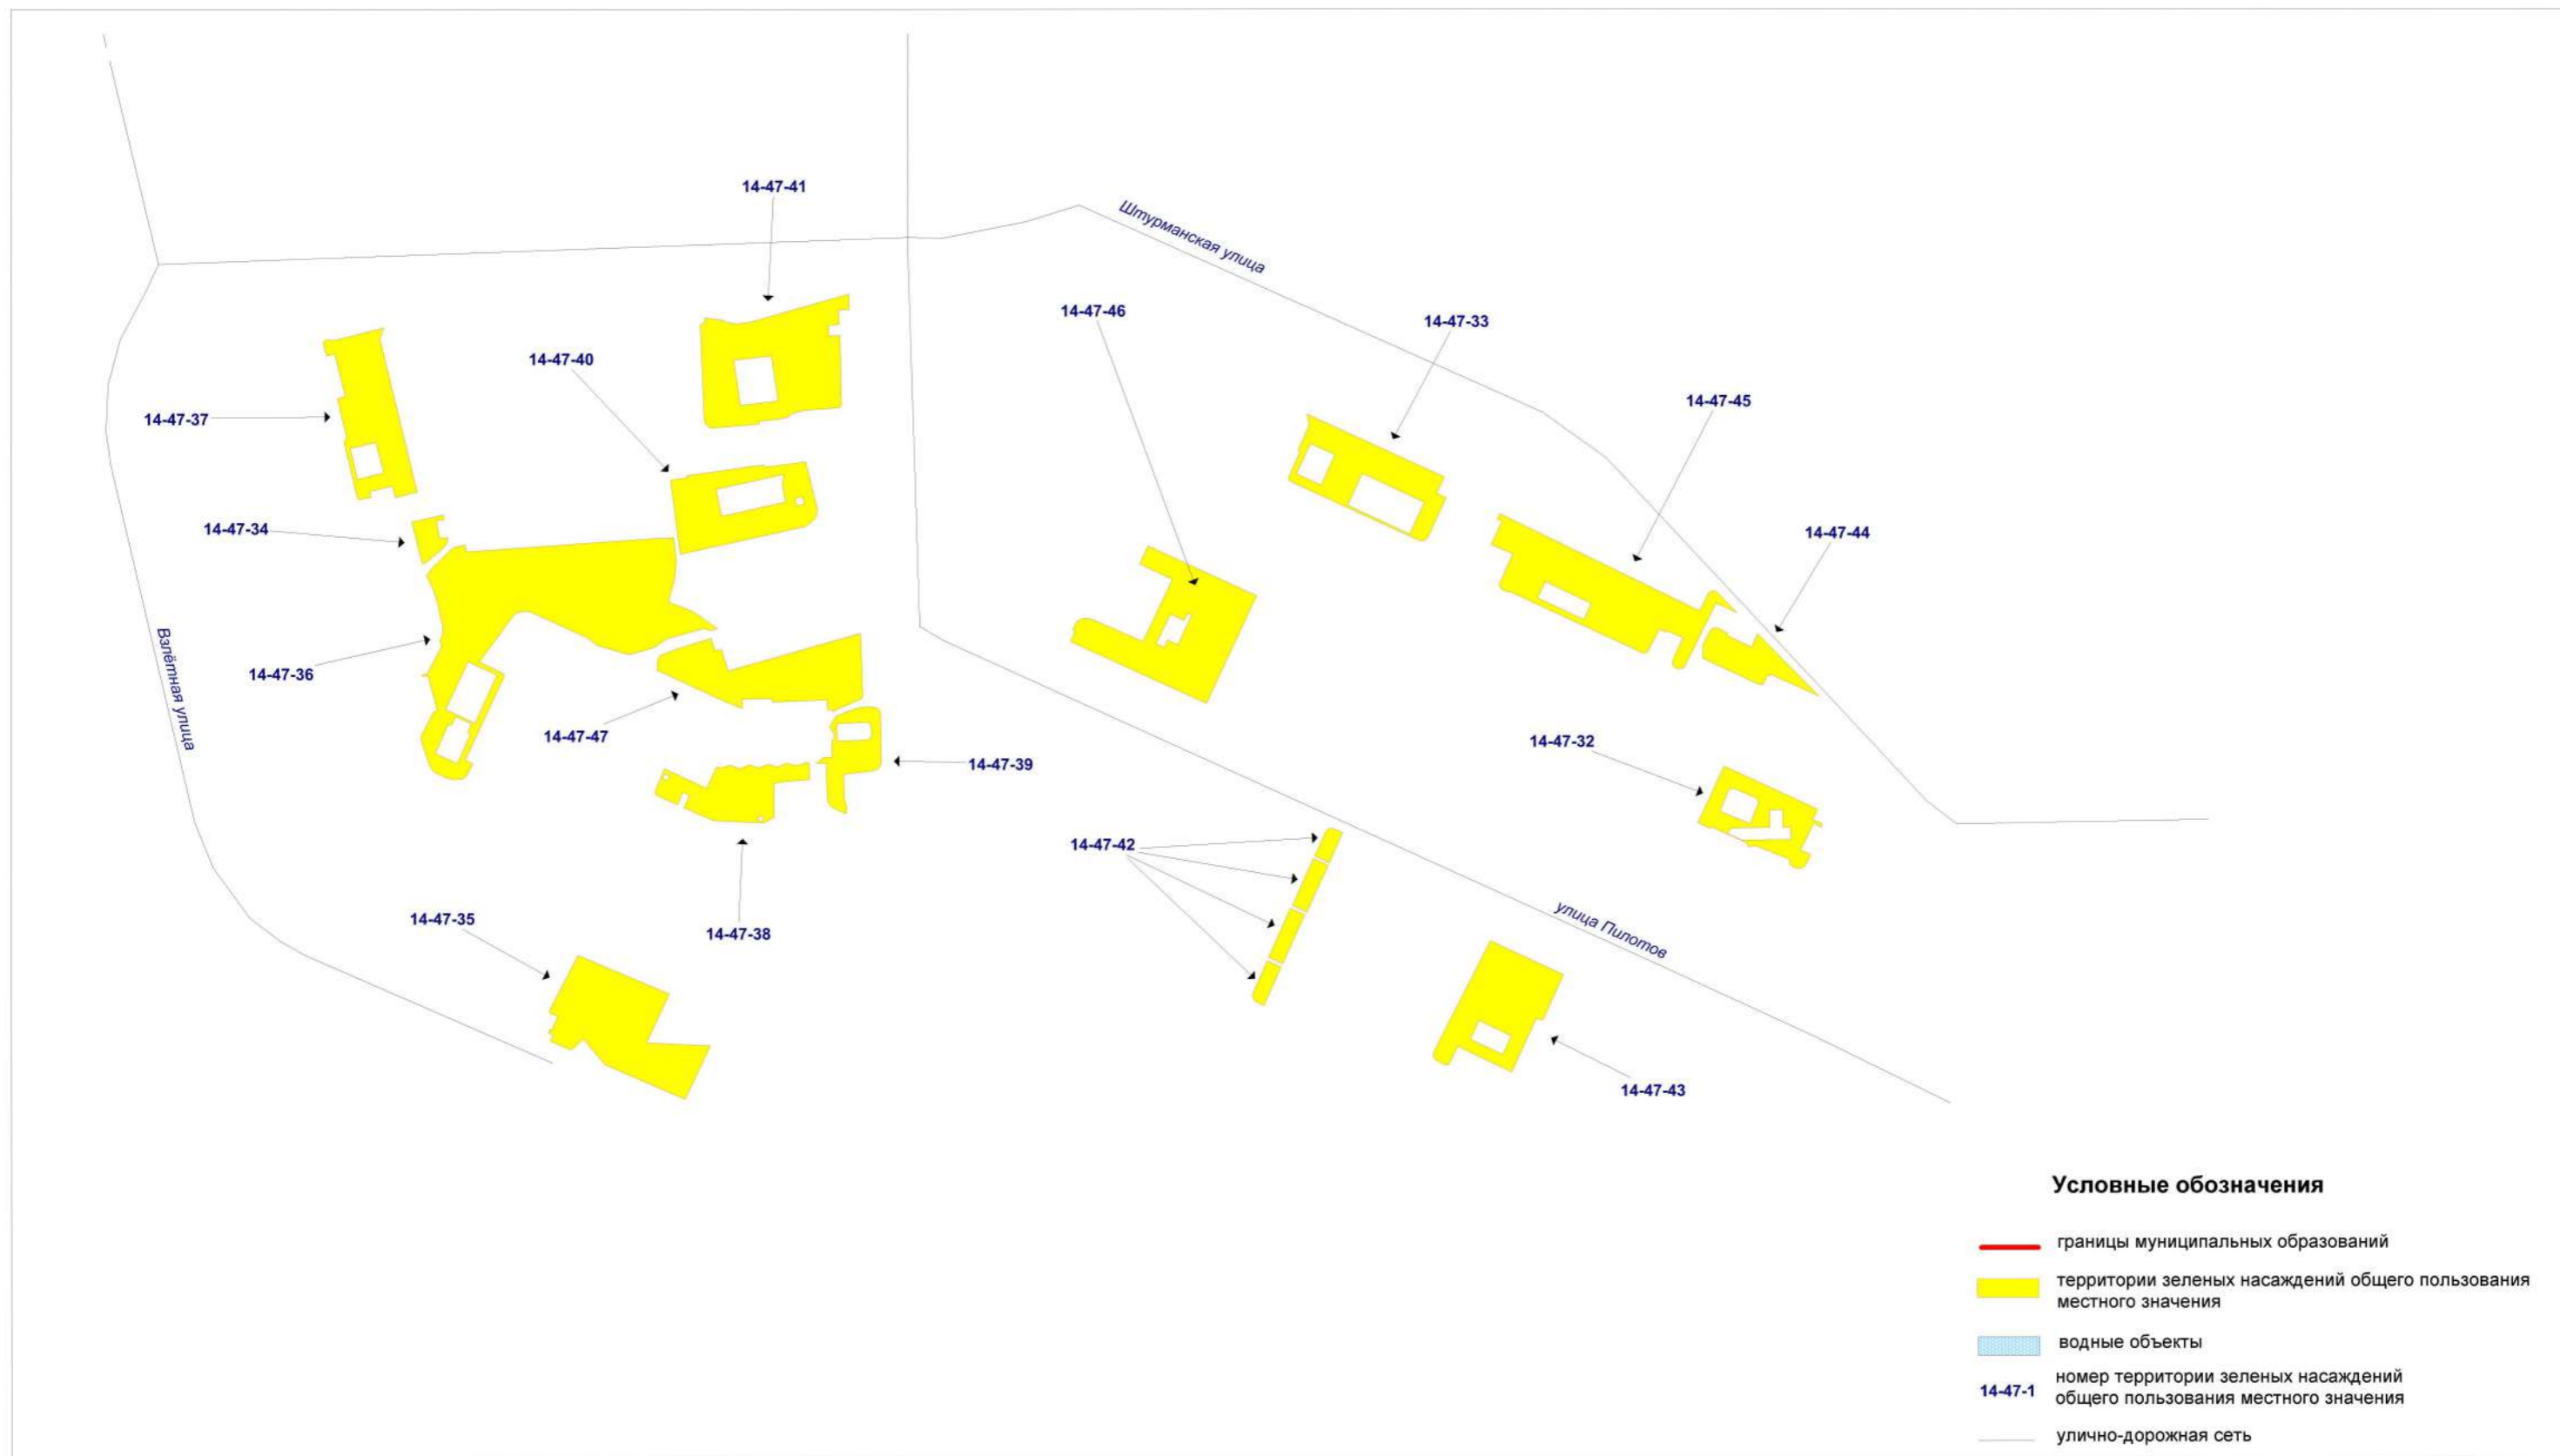 14-47-41
Штурманская улица
14-47-46
14-47-33
14-47-40
14-47-45
14-47-37
14-47-34
14-47-44
Взлётная улица
14-47-36
14-47-47
14-47-32
14-47-39
14-47-42
14-47-35
14-47-38
улица Пилотов
14-47-43
Условные обозначения
границы муниципальных образований
территории зеленых насаждений общего пользования
местного значения
водные объекты
14-47-1
номер территории зеленых насаждений
общего пользования местного значения
улично-дорожная сеть